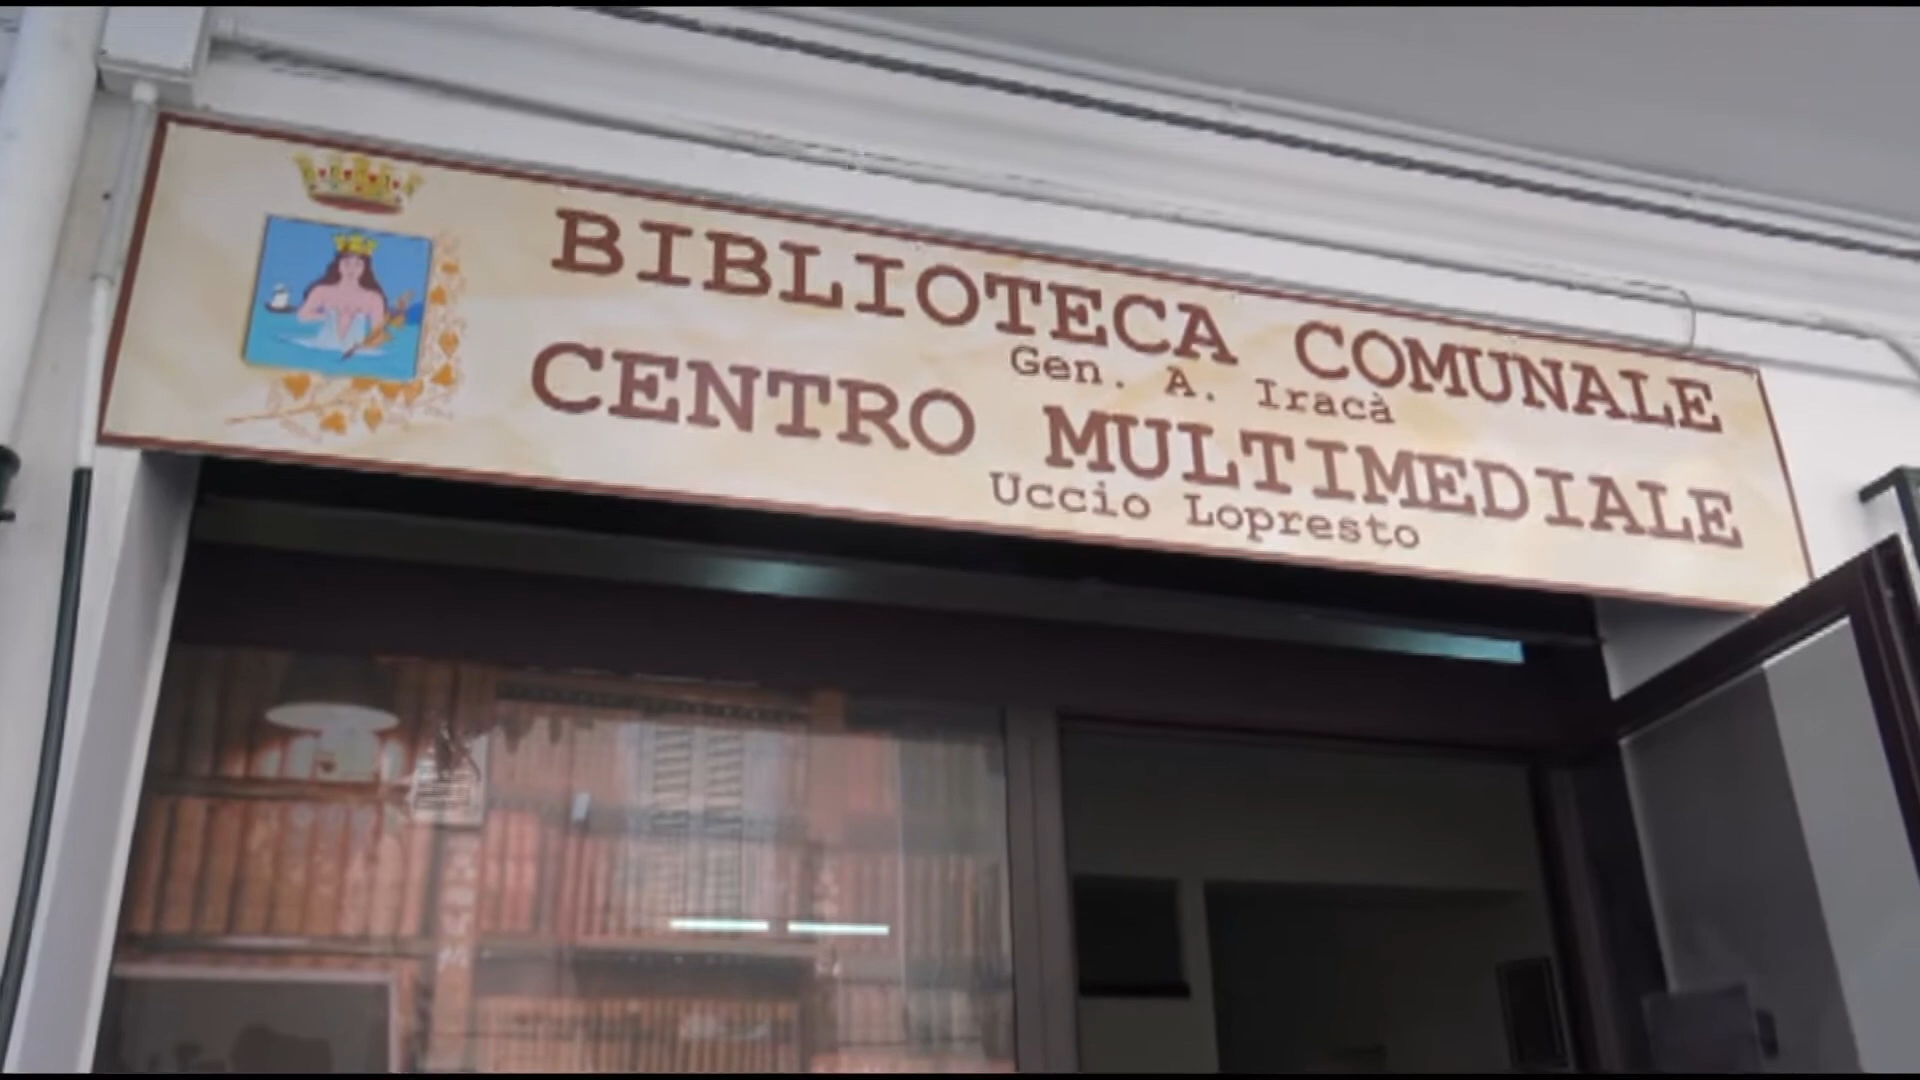 BIBLIOTECA COMUNALE
Gen. A. Iracà
CENTRO MULTIMEDIALE
Uccio Lopresto